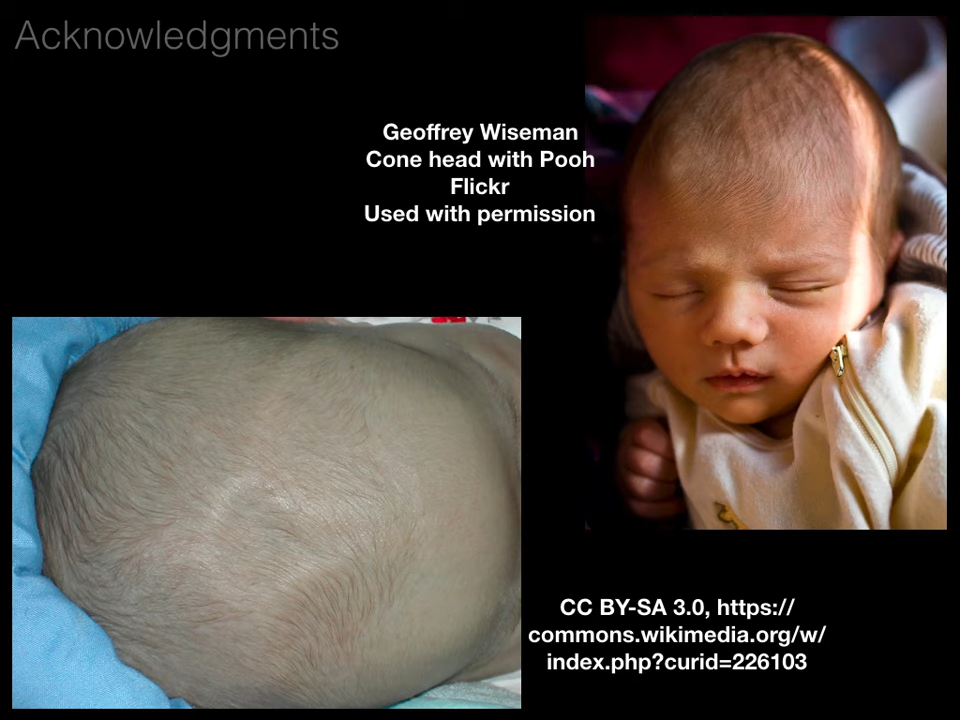 Acknowledgments
Geoffrey Wiseman
Cone head with Pooh
Flickr
Used with permission
CC BY-SA 3.0, https://
commons.wikimedia.org/w/
index.php?curid=226103